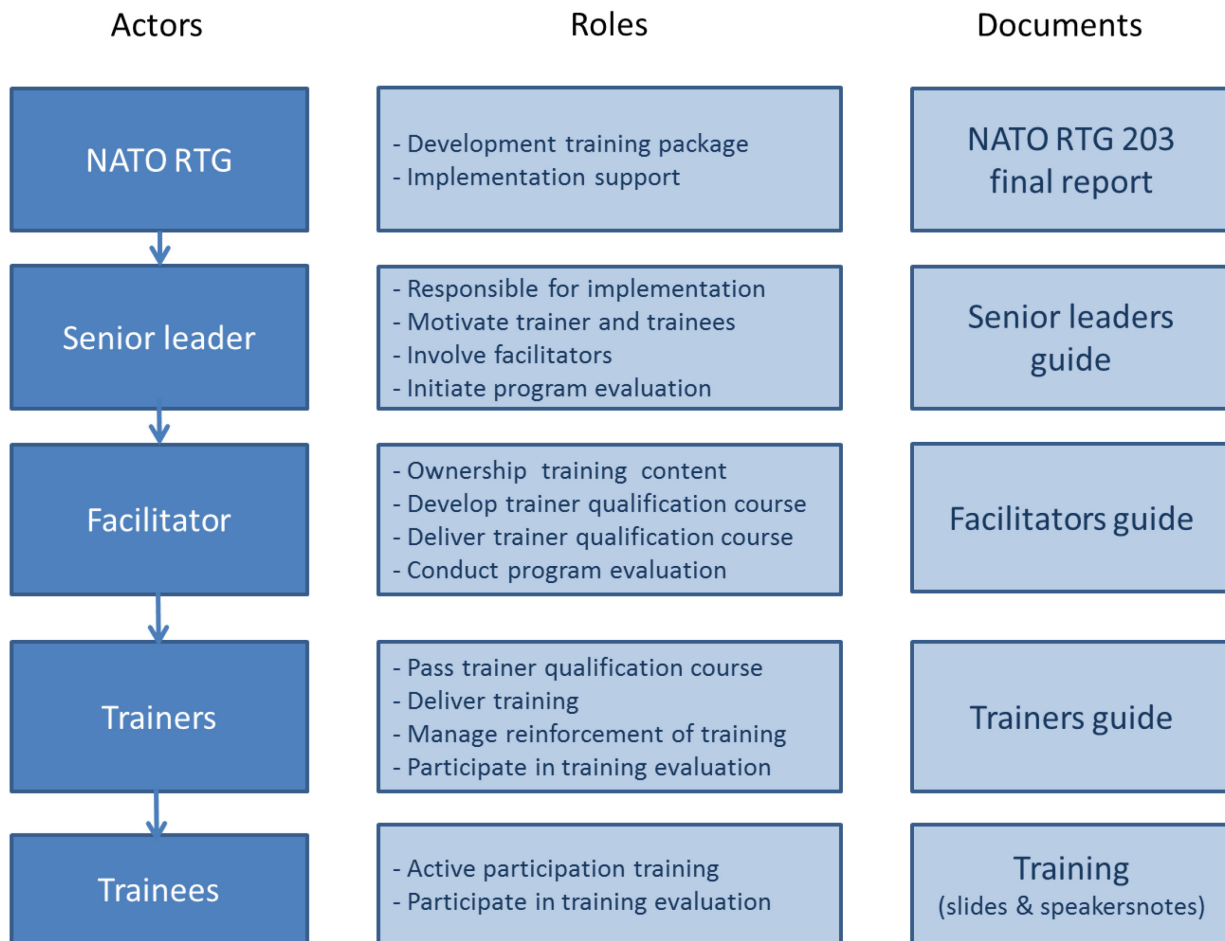 Actors Roles Documents
NATO RTG
- Development training package
- Implementation support
NATO RTG 203
final report
Senior leader
- Responsible for implementation
- Motivate trainer and trainees
- Involve facilitators
- Initiate program evaluation
Senior leaders
guide
Facilitator
- Ownership training content
- Develop trainer qualification course
- Deliver trainer qualification course
- Conduct program evaluation
Facilitators guide
Trainers
- Pass trainer qualification course
- Deliver training
- Manage reinforcement of training
- Participate in training evaluation
Trainers guide
Trainees
- Active participation training
- Participate in training evaluation
Training
(slides & speakersnotes)